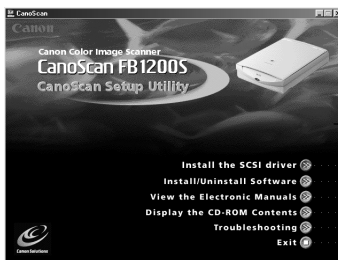 CanoScan
Canon
Canon Color Image Scanner
CanoScan FB1200S
CanoScan Setup Utility
Install the SCSI driver
Install/Uninstall Software
View the Electronic Manuals
Display the CD-ROM Contents
Troubleshooting
Exit
Canon Solutions